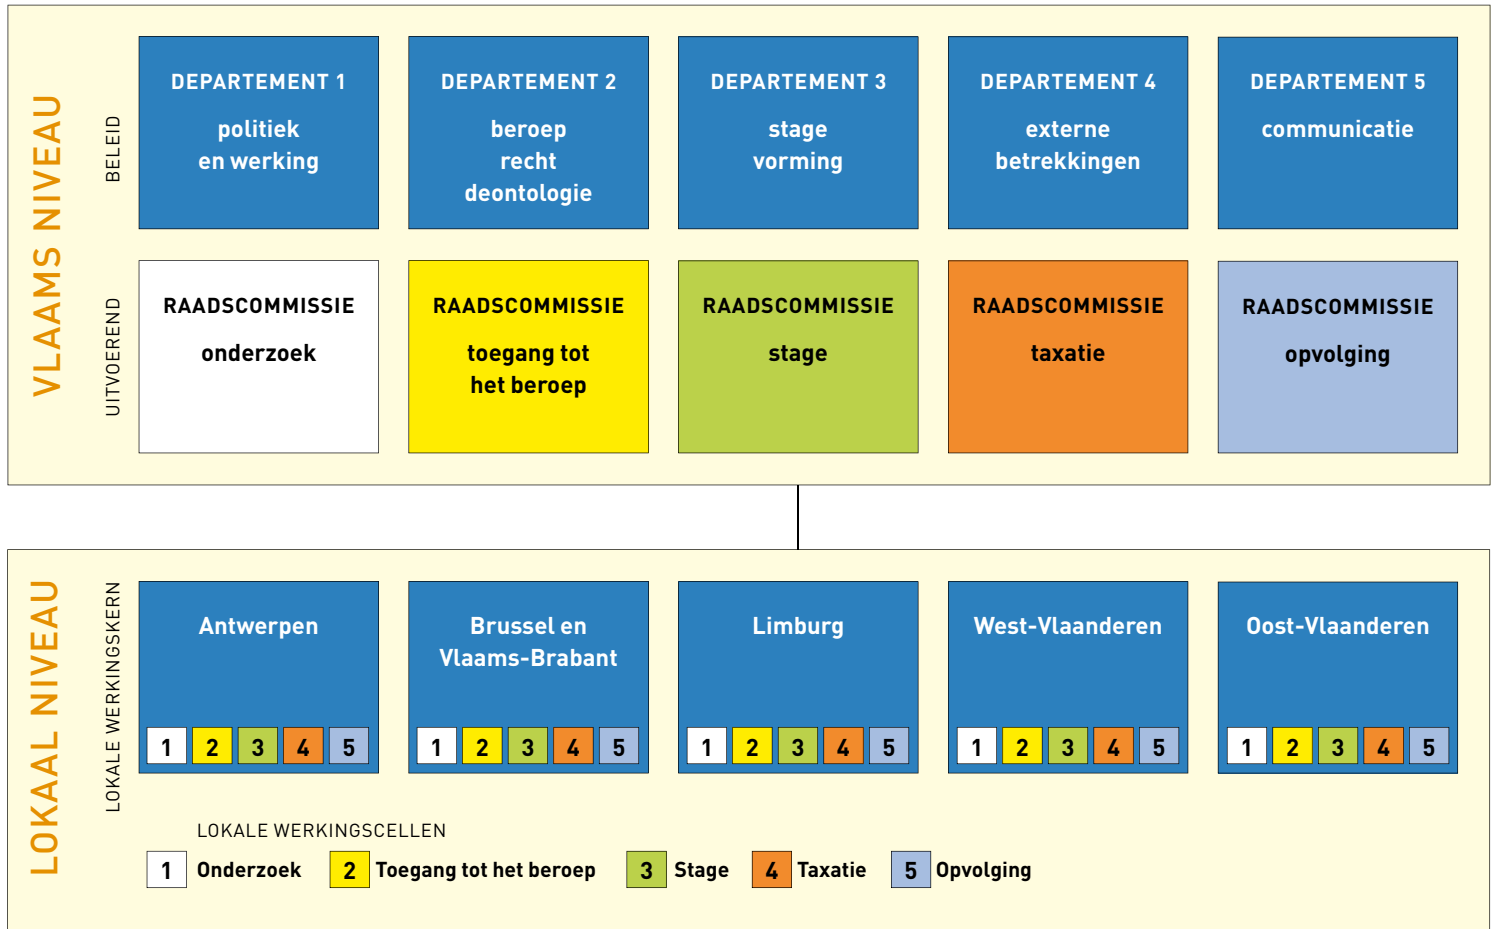 VLAAMS NIVEAU
BELEID
DEPARTEMENT 1
politiek
en werking
DEPARTEMENT 2
beroep
recht
deontologie
DEPARTEMENT 3
stage
vorming
DEPARTEMENT 4
externe
betrekkingen
DEPARTEMENT 5
communicatie
UITVOEREND
RAADSCOMMISSIE
onderzoek
RAADSCOMMISSIE
toegang tot
het beroep
RAADSCOMMISSIE
stage
RAADSCOMMISSIE
taxatie
RAADSCOMMISSIE
opvolging
LOKAAL NIVEAU
LOKALE WERKINGSKERN
Antwerpen
1 2 3 4 5
Brussel en
Vlaams-Brabant
1 2 3 4 5
Limburg
1 2 3 4 5
West-Vlaanderen
1 2 3 4 5
Oost-Vlaanderen
1 2 3 4 5
LOKALE WERKINGSCELLEN
1 Onderzoek 2 Toegang tot het beroep 3 Stage 4 Taxatie 5 Opvolging